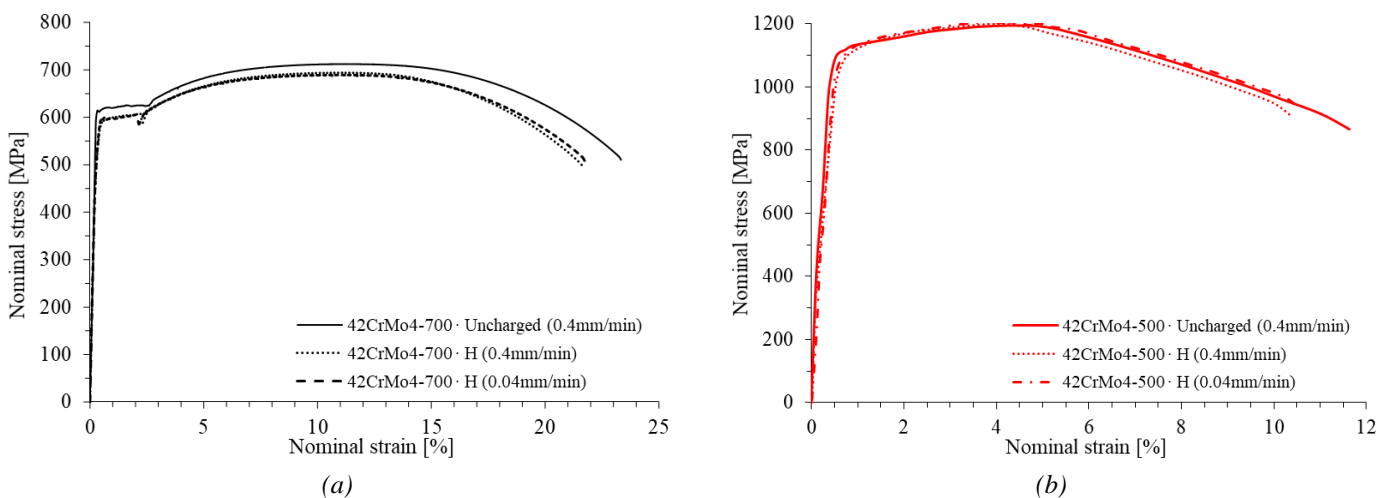 800
700
600
500
400
300
200
100
0
Nominal stress [MPa]
42CrMo4-700 · Uncharged (0.4mm/min)
42CrMo4-700 · H (0.4mm/min)
42CrMo4-700 · H (0.04mm/min)
0 5 10 15 20 25
Nominal strain [%]
(a)
1200
1000
800
600
400
200
0
Nominal stress [MPa]
42CrMo4-500 · Uncharged (0.4mm/min)
42CrMo4-500 · H (0.4mm/min)
42CrMo4-500 · H (0.04mm/min)
0 2 4 6 8 10 12
Nominal strain [%]
(b)